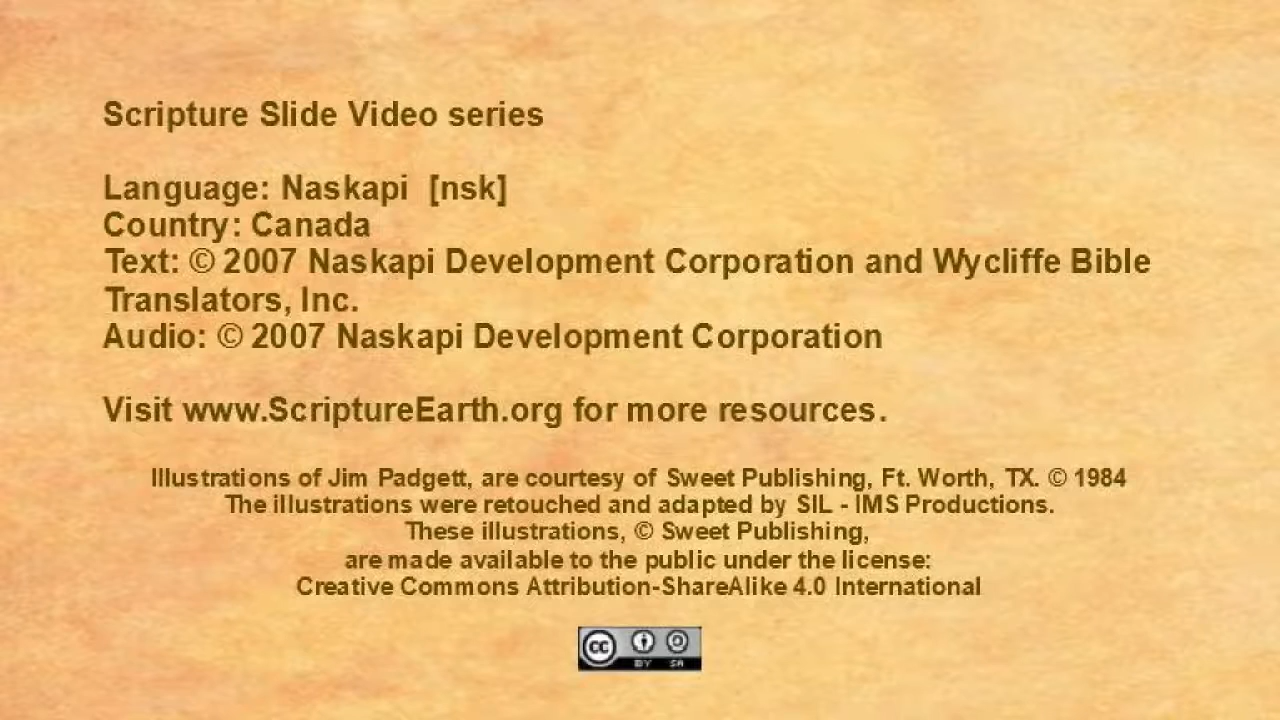 Scripture Slide Video series
Language: Naskapi [nsk]
Country: Canada
Text: © 2007 Naskapi Development Corporation and Wycliffe Bible
Translators, Inc.
Audio: © 2007 Naskapi Development Corporation
Visit www.ScriptureEarth.org for more resources.
Illustrations of Jim Padgett, are courtesy of Sweet Publishing, Ft. Worth, TX. © 1984
The illustrations were retouched and adapted by SIL - IMS Productions.
These illustrations, © Sweet Publishing,
are made available to the public under the license:
Creative Commons Attribution-ShareAlike 4.0 International
cc BY SA